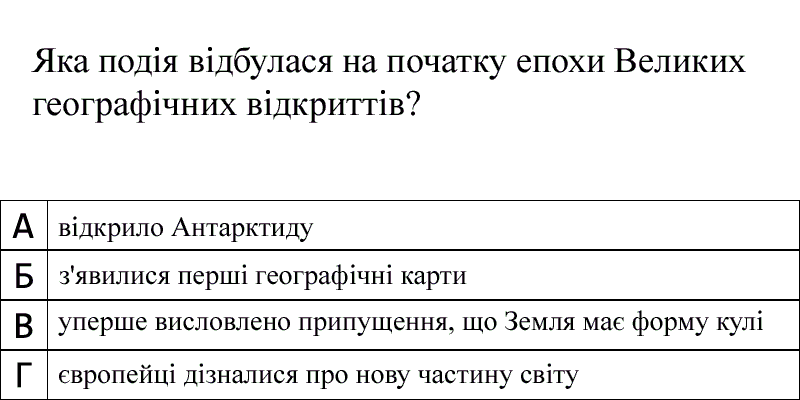 Яка подія відбулася на початку епохи Великих
географічних відкриттів?
А відкрило Антарктиду
Б з'явилися перші географічні карти
В уперше висловлено припущення, що Земля має форму кулі
Г європейці дізналися про нову частину світу